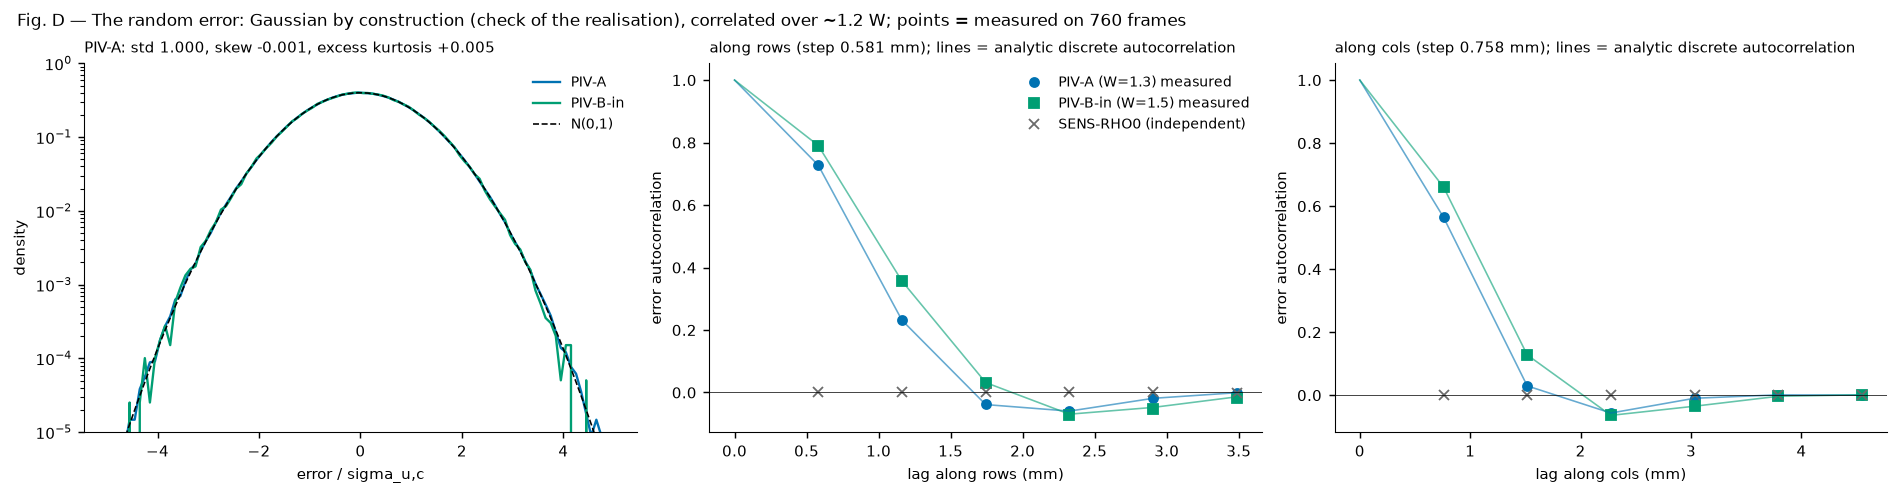 Fig. D — The random error: Gaussian by construction (check of the realisation), correlated over ~1.2 W; points = measured on 760 frames
PIV-A: std 1.000, skew -0.001, excess kurtosis +0.005
density
10⁰
10⁻¹
10⁻²
10⁻³
10⁻⁴
10⁻⁵
PIV-A
PIV-B-in
N(0,1)
−4
−2
0
2
4
error / sigma_u,c
along rows (step 0.581 mm); lines = analytic discrete autocorrelation
error autocorrelation
1.0
0.8
0.6
0.4
0.2
0.0
PIV-A (W=1.3) measured
PIV-B-in (W=1.5) measured
SENS-RHO0 (independent)
0.0
0.5
1.0
1.5
2.0
2.5
3.0
3.5
lag along rows (mm)
along cols (step 0.758 mm); lines = analytic discrete autocorrelation
error autocorrelation
1.0
0.8
0.6
0.4
0.2
0.0
0
1
2
3
4
lag along cols (mm)